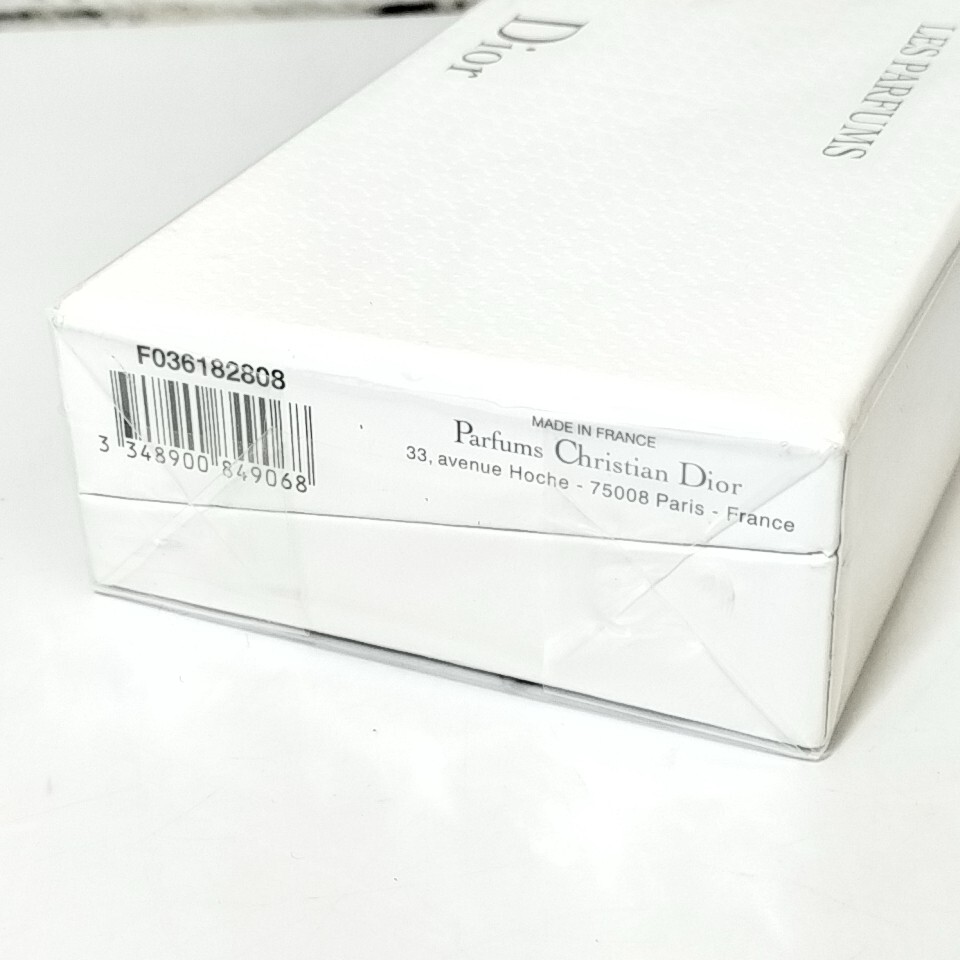 Dior
LES PARFUMS
F036182808
3 348900 849068
MADE IN FRANCE
Parfums Christian Dior
33, avenue Hoche - 75008 Paris - France